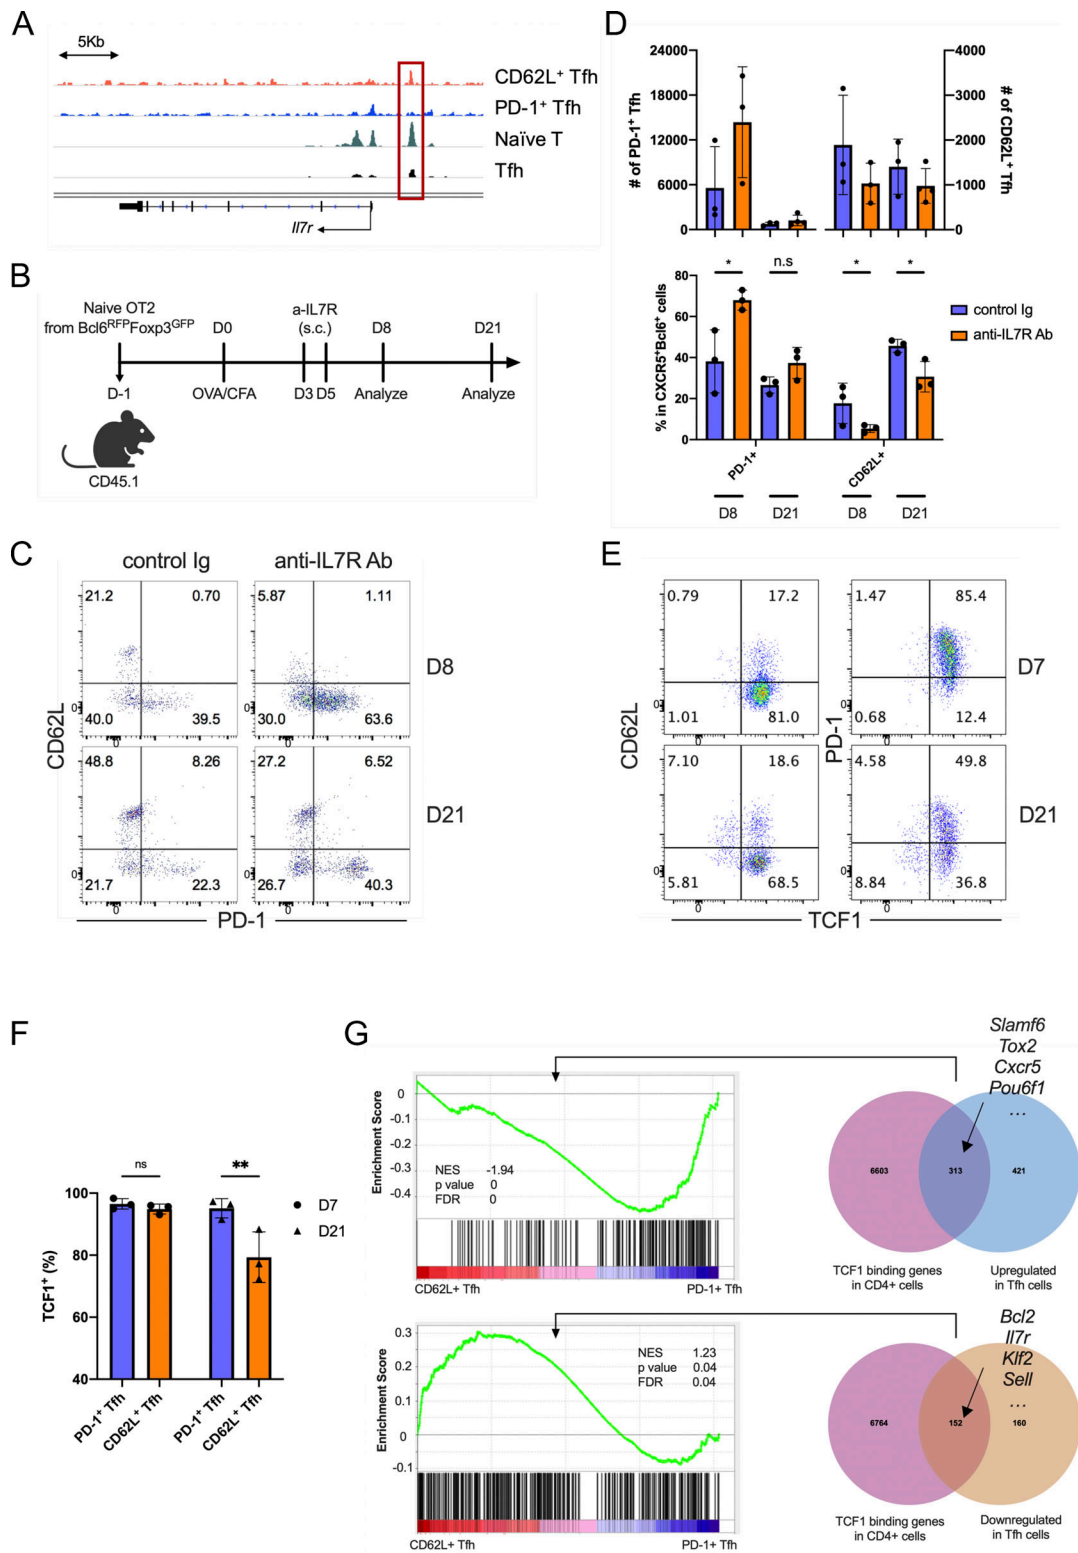 A
5Kb
CD62L+ Tfh
PD-1+ Tfh
Naïve T
Tfh
Il7r
B
Naive OT2
from Bcl6RFPFoxp3GFP
D0
a-IL7R
(s.c.)
D8
D21
D-1
OVA/CFA
D3 D5
Analyze
Analyze
CD45.1
C
control Ig
anti-IL7R Ab
21.2
0.70
40.0
39.5
5.87
1.11
30.0
63.6
D8
48.8
8.26
21.7
22.3
27.2
6.52
26.7
40.3
D21
CD62L
PD-1
0
0
0
0
D
# of PD-1+ Tfh
24000
18000
12000
6000
0
4000
3000
2000
1000
0
# of CD62L+ Tfh
% in CXCR5+Bcl6+ cells
80
60
40
20
0
*
n.s
*
*
control Ig
anti-IL7R Ab
PD-1+
CD62L+
D8
D21
D8
D21
E
0.79
17.2
1.01
81.0
1.47
85.4
0.68
12.4
D7
7.10
18.6
5.81
68.5
4.58
49.8
8.84
36.8
D21
CD62L
PD-1
TCF1
0
0
0
0
0
0
F
TCF1+ (%)
100
80
60
40
ns
**
D7
D21
PD-1+ Tfh
CD62L+ Tfh
PD-1+ Tfh
CD62L+ Tfh
G
Enrichment Score
0
-0.1
-0.2
-0.3
-0.4
NES -1.94
p value 0
FDR 0
CD62L+ Tfh
PD-1+ Tfh
Slamf6
Tox2
Cxcr5
Pou6f1
...
6603
313
421
TCF1 binding genes
in CD4+ cells
Upregulated
in Tfh cells
Enrichment Score
0.3
0.2
0.1
0
-0.1
NES 1.23
p value 0.04
FDR 0.04
CD62L+ Tfh
PD-1+ Tfh
Bcl2
Il7r
Klf2
Sell
...
6764
152
160
TCF1 binding genes
in CD4+ cells
Downregulated
in Tfh cells